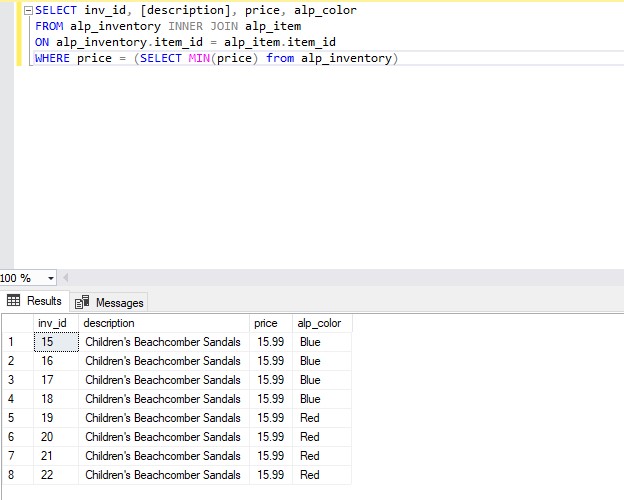 SELECT inv_id, [description], price, alp_color
FROM alp_inventory INNER JOIN alp_item
ON alp_inventory.item_id = alp_item.item_id
WHERE price = (SELECT MIN(price) from alp_inventory)
100 %
Results Messages
inv_id description price alp_color
1 15 Children's Beachcomber Sandals 15.99 Blue
2 16 Children's Beachcomber Sandals 15.99 Blue
3 17 Children's Beachcomber Sandals 15.99 Blue
4 18 Children's Beachcomber Sandals 15.99 Blue
5 19 Children's Beachcomber Sandals 15.99 Red
6 20 Children's Beachcomber Sandals 15.99 Red
7 21 Children's Beachcomber Sandals 15.99 Red
8 22 Children's Beachcomber Sandals 15.99 Red